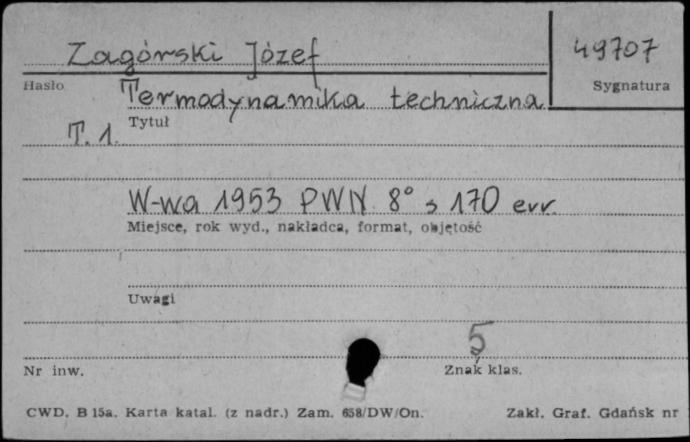 Zagórski Józef
49707
Hasło
Sygnatura
Termodynamika techniczna
Tytuł
T. 1.
W-wa 1953 PWN 8° s 170 err.
Miejsce, rok wyd., nakładca, format, objętość
Uwagi
5
Nr inw.
Znak klas.
CWD. B 15a. Karta katal. (z nadr.) Zam. 658/DW/On.
Zakł. Graf. Gdańsk nr